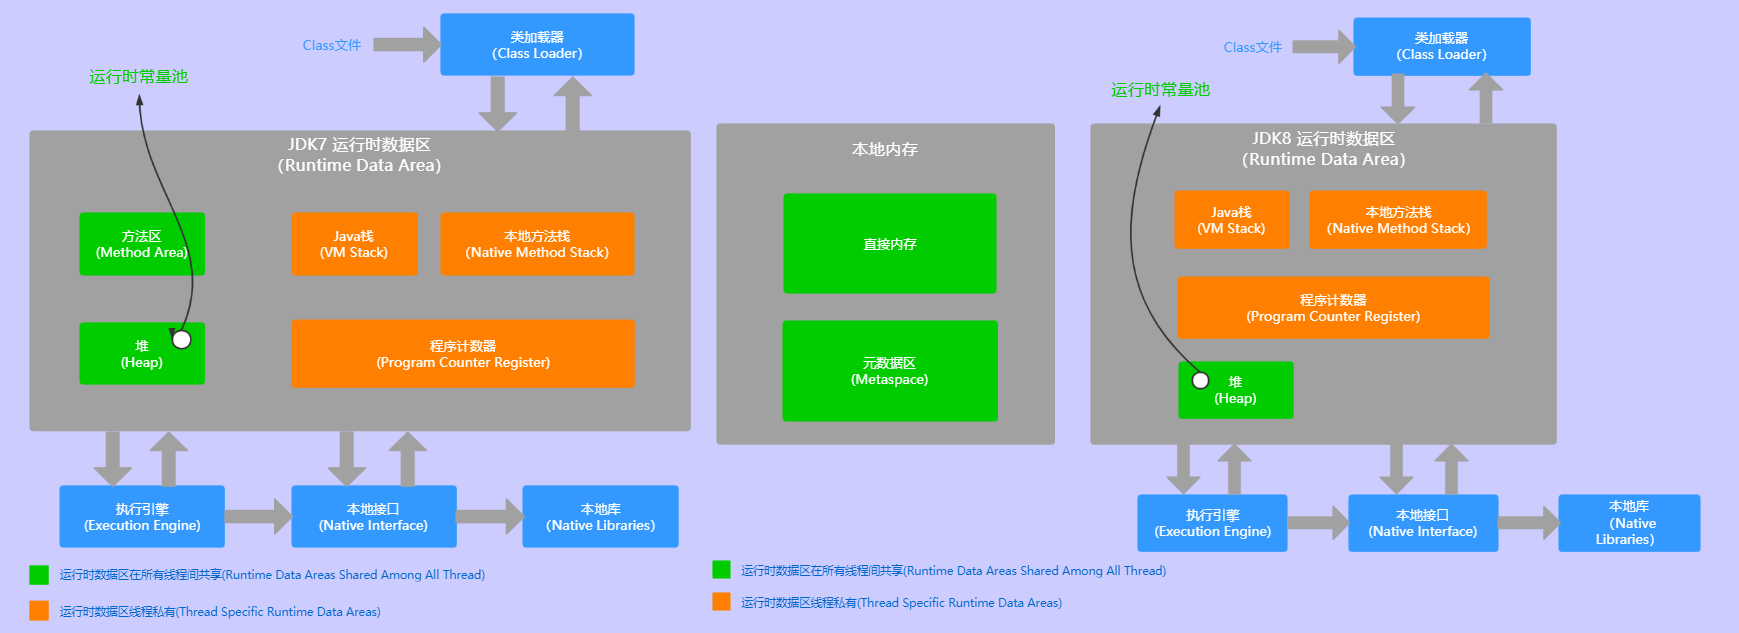 Class文件
类加载器
(Class Loader)
运行时常量池
JDK7 运行时数据区
(Runtime Data Area)
方法区
(Method Area)
Java栈
(VM Stack)
本地方法栈
(Native Method Stack)
堆
(Heap)
程序计数器
(Program Counter Register)
执行引擎
(Execution Engine)
本地接口
(Native Interface)
本地库
(Native Libraries)
运行时数据区在所有线程间共享(Runtime Data Areas Shared Among All Thread)
运行时数据区线程私有(Thread Specific Runtime Data Areas)
本地内存
直接内存
元数据区
(Metaspace)
Class文件
类加载器
(Class Loader)
运行时常量池
JDK8 运行时数据区
(Runtime Data Area)
Java栈
(VM Stack)
本地方法栈
(Native Method Stack)
程序计数器
(Program Counter Register)
堆
(Heap)
执行引擎
(Execution Engine)
本地接口
(Native Interface)
本地库
(Native
Libraries)
运行时数据区在所有线程间共享(Runtime Data Areas Shared Among All Thread)
运行时数据区线程私有(Thread Specific Runtime Data Areas)